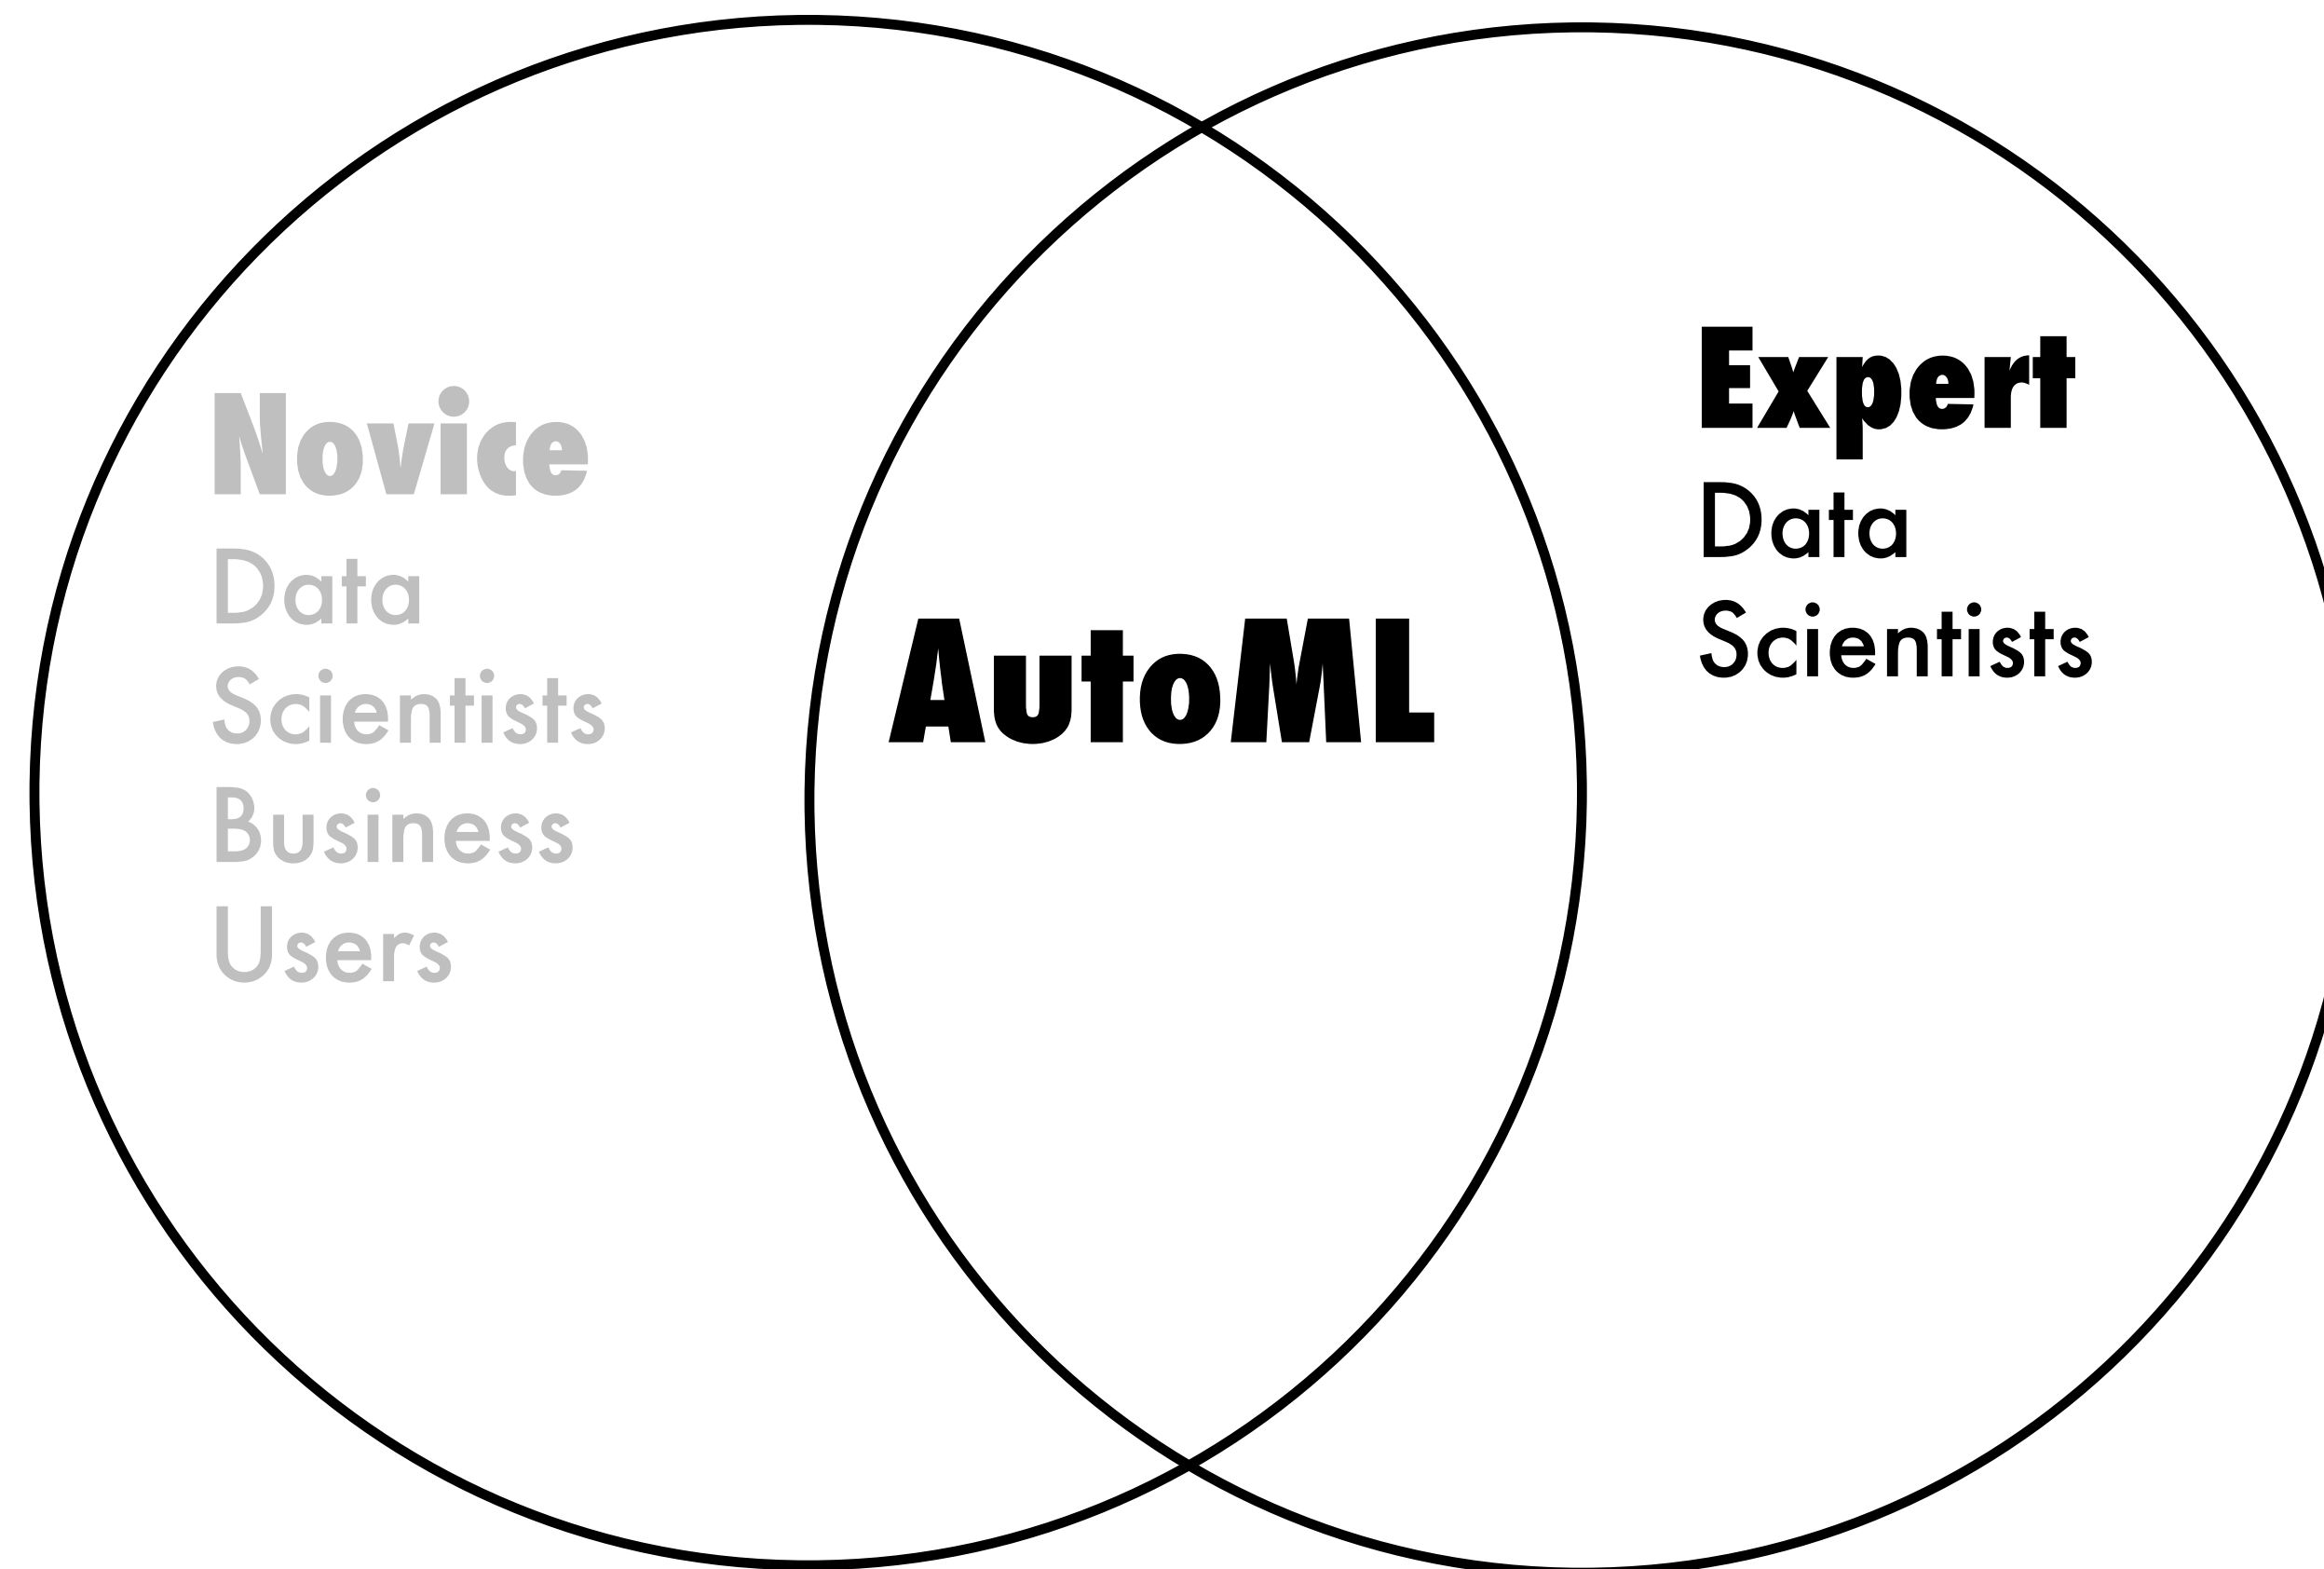 Novice
Data
Scientists
Business
Users
AutoML
Expert
Data
Scientists